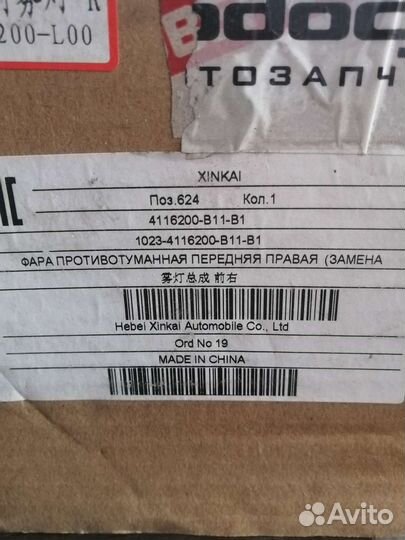 R
200-L00
B
odoc
ТОЗАПЧ
XINKAI
Поз.624 Кол.1
4116200-B11-B1
1023-4116200-B11-B1
ФАРА ПРОТИВОТУМАННАЯ ПЕРЕДНЯЯ ПРАВАЯ (ЗАМЕНА
雾灯总成 前右
Hebei Xinkai Automobile Co., Ltd
Ord No 19
MADE IN CHINA
Avito